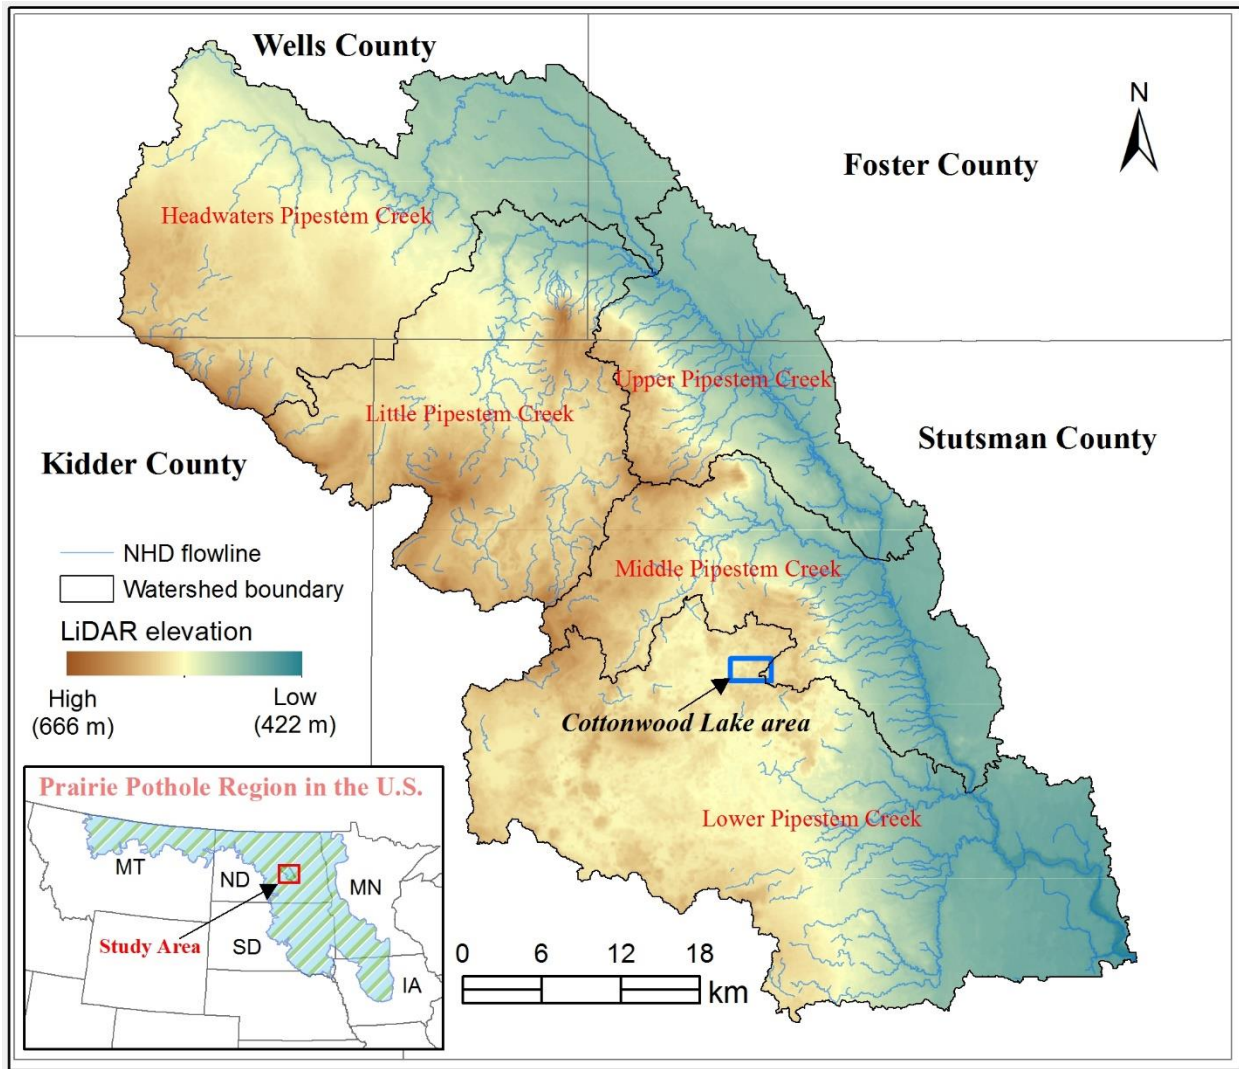 Wells County
N
Foster County
Headwaters Pipestem Creek
Upper Pipestem Creek
Little Pipestem Creek
Stutsman County
Kidder County
NHD flowline
Watershed boundary
Middle Pipestem Creek
LiDAR elevation
High
(666 m)
Low
(422 m)
Cottonwood Lake area
Lower Pipestem Creek
Prairie Pothole Region in the U.S.
MT
ND
MN
Study Area
SD
IA
0 6 12 18
km